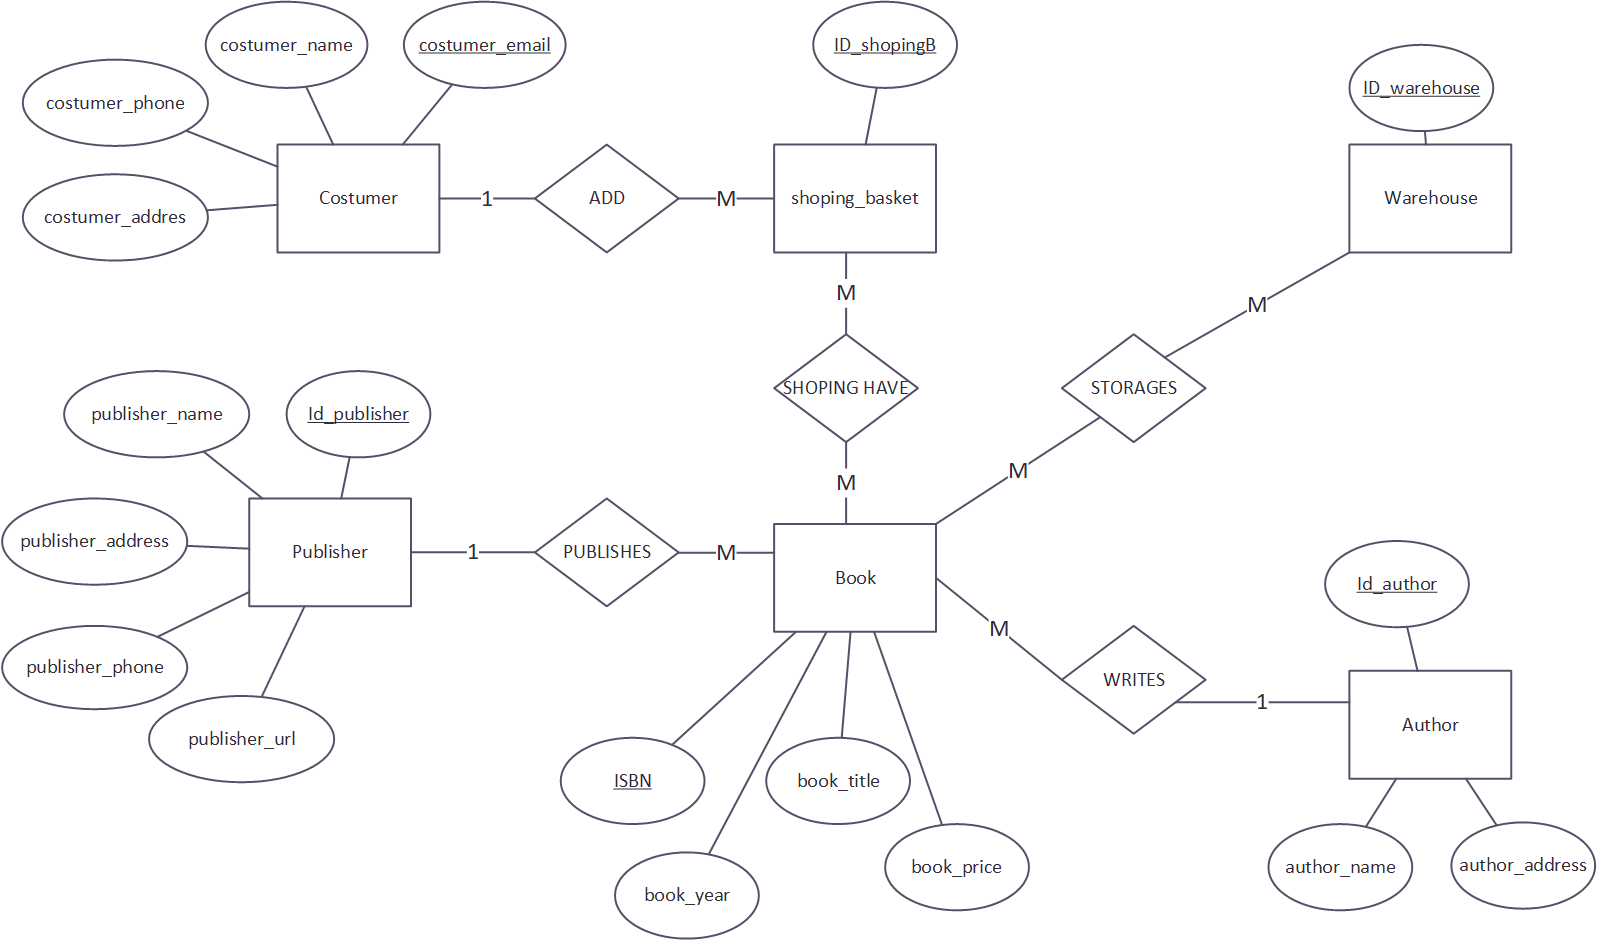 costumer_name
costumer_email
ID_shopingB
ID_warehouse
costumer_phone
costumer_addres
Costumer
1
ADD
M
shoping_basket
Warehouse
M
M
SHOPING HAVE
STORAGES
M
M
publisher_name
Id_publisher
publisher_address
Publisher
1
PUBLISHES
M
Book
publisher_phone
publisher_url
M
WRITES
1
Id_author
Author
ISBN
book_title
book_year
book_price
author_name
author_address